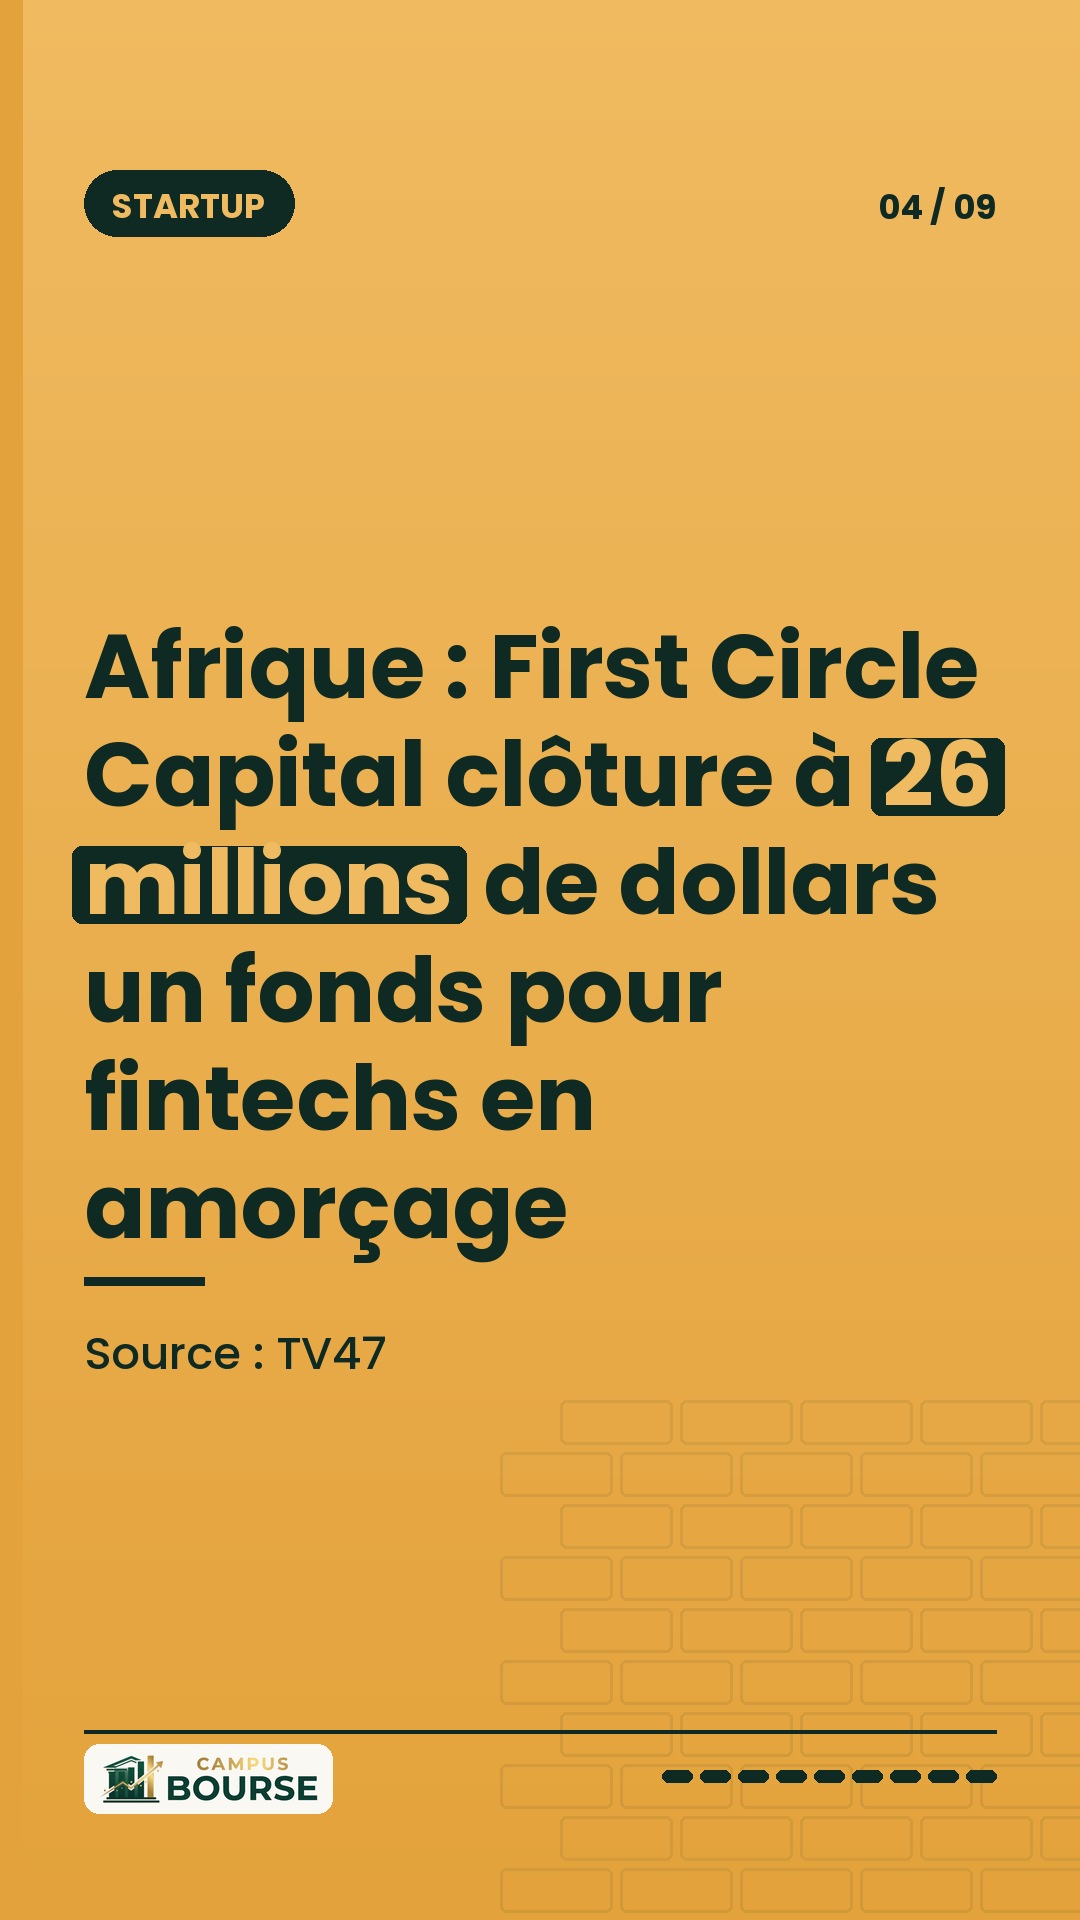 STARTUP
04 / 09
Afrique : First Circle
Capital clôture à 26
millions de dollars
un fonds pour
fintechs en
amorçage
Source : TV47
CAMPUS
BOURSE